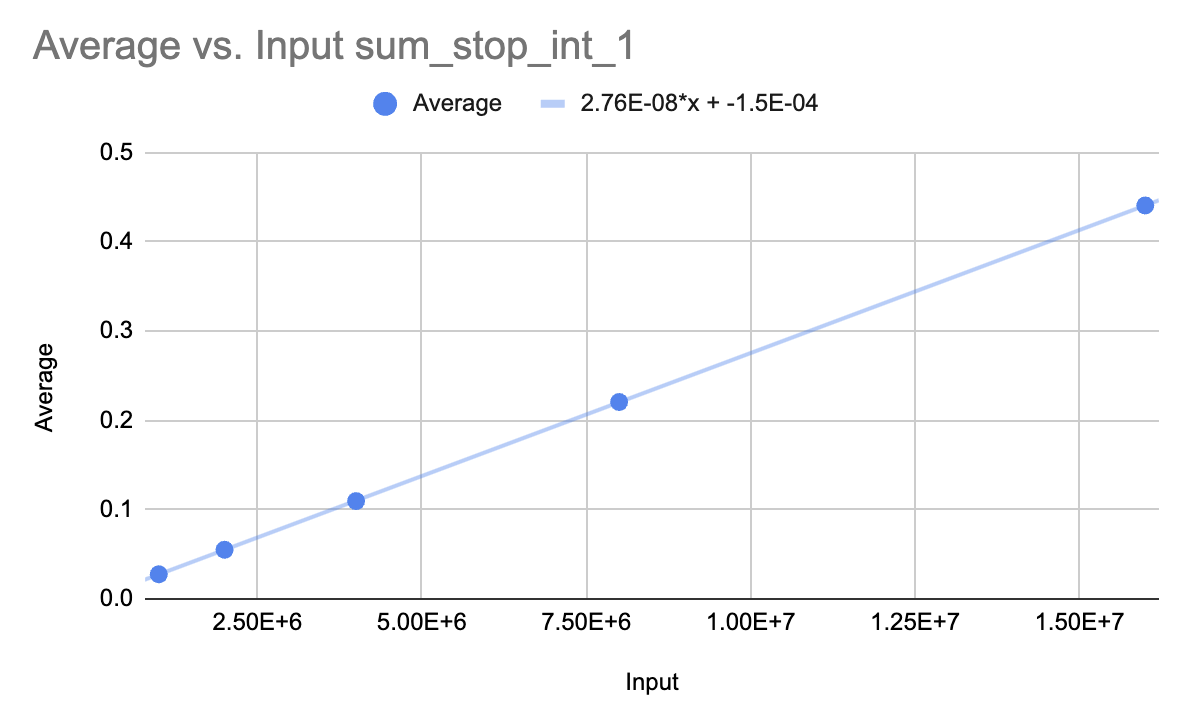 Average vs. Input sum_stop_int_1
Average
2.76E-08*x + -1.5E-04
0.5
0.4
0.3
0.2
0.1
0.0
Average
2.50E+6
5.00E+6
7.50E+6
1.00E+7
1.25E+7
1.50E+7
Input